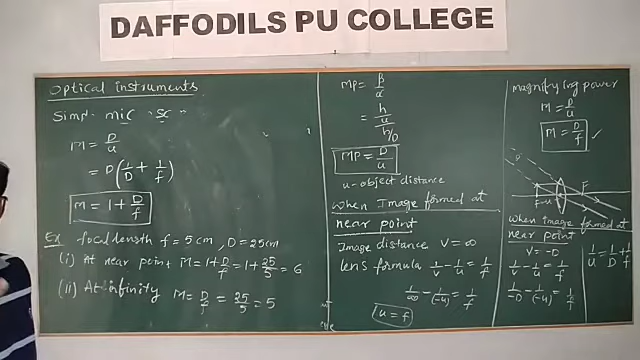 DAFFODILS PU COLLEGE
Optical instruments
M = D/u
= D(1/D + 1/f)
M = 1 + D/f
Ex focal length f = 5 cm, D = 25cm
(i) At near point M = 1 + D/f = 1 + 25/5 = 6
(ii) At infinity M = D/f = 25/5 = 5
MP = β/α
= h/u / h/D
MP = D/u
u - object distance
when Image formed at
near point
Image distance V = ∞
lens formula 1/v - 1/u = 1/f
1/∞ - 1/(-u) = 1/f
u = f
magnifying power
M = D/u
M = D/f ✓
F u F
when image formed at
near point
V = -D
1/v - 1/u = 1/f
1/-D - 1/(-u) = 1/f
1/u = 1/D + 1/f